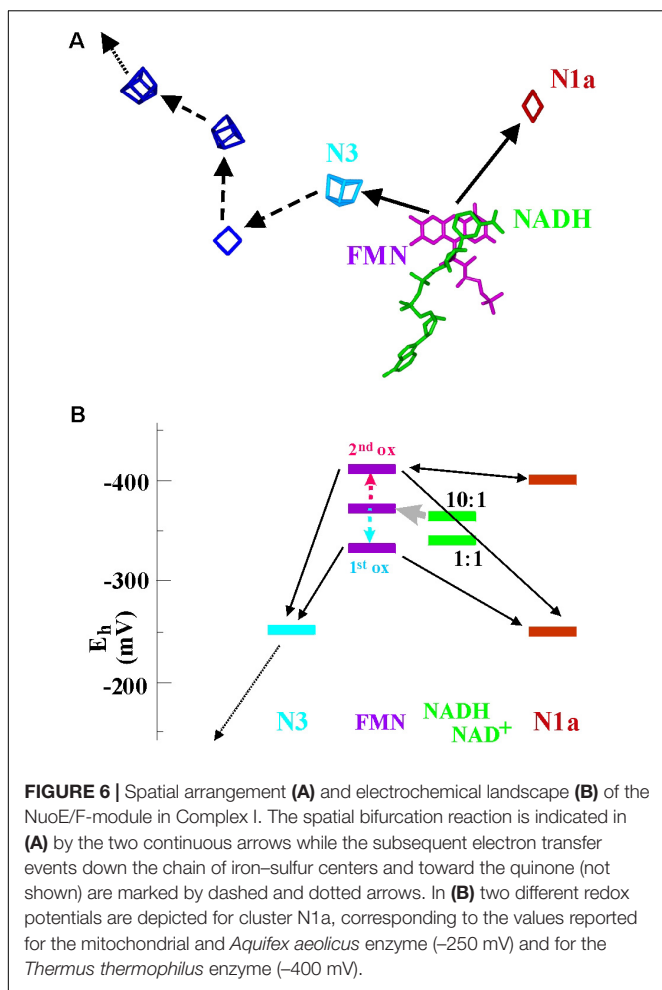 A
N1a
N3
NADH
FMN
B
2nd ox
-400
10:1
1:1
-300
1st ox
Eh
(mV)
-200
N3
FMN
NADH
NAD+
N1a
FIGURE 6 | Spatial arrangement (A) and electrochemical landscape (B) of the
NuoE/F-module in Complex I. The spatial bifurcation reaction is indicated in
(A) by the two continuous arrows while the subsequent electron transfer
events down the chain of iron–sulfur centers and toward the quinone (not
shown) are marked by dashed and dotted arrows. In (B) two different redox
potentials are depicted for cluster N1a, corresponding to the values reported
for the mitochondrial and Aquifex aeolicus enzyme (–250 mV) and for the
Thermus thermophilus enzyme (–400 mV).